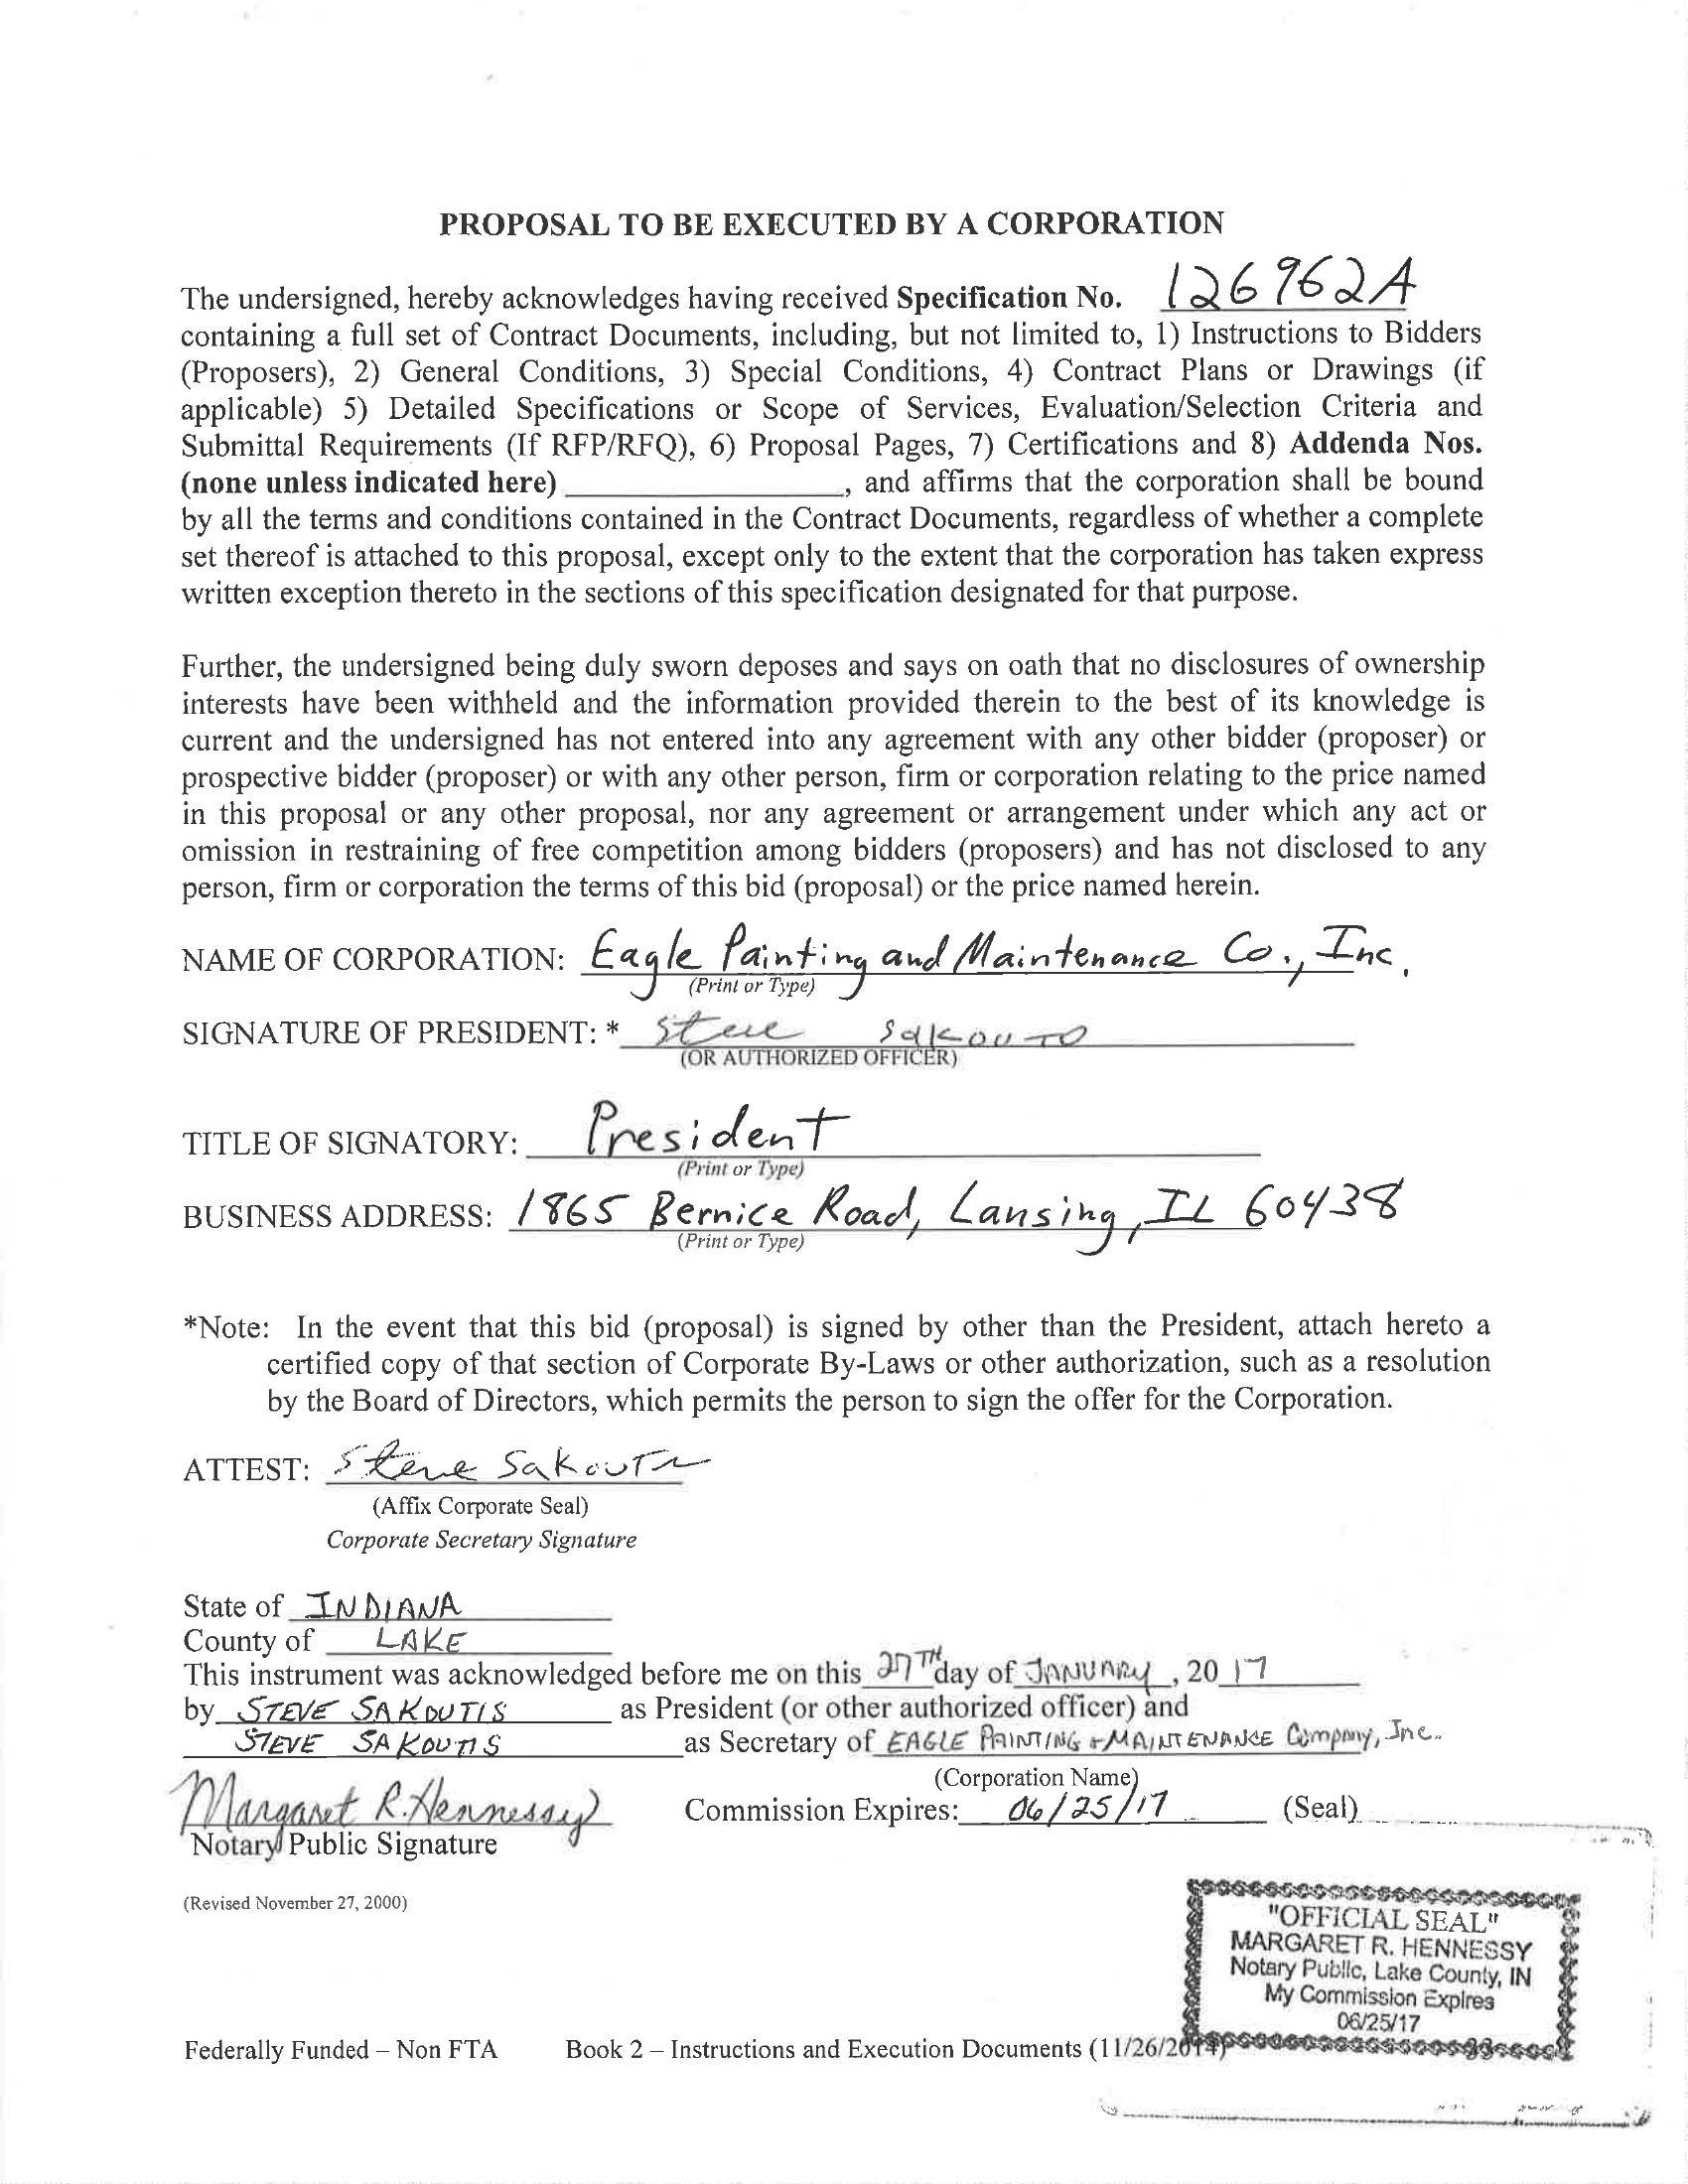 PROPOSAL TO BE EXECUTED BY A CORPORATION
The undersigned, hereby acknowledges having received Specification No. 126962A
containing a full set of Contract Documents, including, but not limited to, 1) Instructions to Bidders
(Proposers), 2) General Conditions, 3) Special Conditions, 4) Contract Plans or Drawings (if
applicable) 5) Detailed Specifications or Scope of Services, Evaluation/Selection Criteria and
Submittal Requirements (If RFP/RFQ), 6) Proposal Pages, 7) Certifications and 8) Addenda Nos.
(none unless indicated here) ____________________, and affirms that the corporation shall be bound
by all the terms and conditions contained in the Contract Documents, regardless of whether a complete
set thereof is attached to this proposal, except only to the extent that the corporation has taken express
written exception thereto in the sections of this specification designated for that purpose.
Further, the undersigned being duly sworn deposes and says on oath that no disclosures of ownership
interests have been withheld and the information provided therein to the best of its knowledge is
current and the undersigned has not entered into any agreement with any other bidder (proposer) or
prospective bidder (proposer) or with any other person, firm or corporation relating to the price named
in this proposal or any other proposal, nor any agreement or arrangement under which any act or
omission in restraining of free competition among bidders (proposers) and has not disclosed to any
person, firm or corporation the terms of this bid (proposal) or the price named herein.
NAME OF CORPORATION: Eagle Painting and Maintenance Co., Inc.
(Print or Type)
SIGNATURE OF PRESIDENT: * Steve Sakouto
(OR AUTHORIZED OFFICER)
TITLE OF SIGNATORY: President
(Print or Type)
BUSINESS ADDRESS: 1865 Bernice Road, Lansing, IL 60438
(Print or Type)
*Note: In the event that this bid (proposal) is signed by other than the President, attach hereto a
certified copy of that section of Corporate By-Laws or other authorization, such as a resolution
by the Board of Directors, which permits the person to sign the offer for the Corporation.
ATTEST: Steve Sakouti
(Affix Corporate Seal)
Corporate Secretary Signature
State of INDIANA
County of LAKE
This instrument was acknowledged before me on this 27TH day of JANUARY, 20 17
by STEVE SAKOUTIS as President (or other authorized officer) and
STEVE SAKOUTIS as Secretary of EAGLE PAINTING + MAINTENANCE Company, Inc.
(Corporation Name)
Margaret R. Hennessy Commission Expires: 06/25/17 (Seal)
Notary Public Signature
(Revised November 27, 2000)
"OFFICIAL SEAL"
MARGARET R. HENNESSY
Notary Public, Lake County, IN
My Commission Expires
06/25/17
Federally Funded – Non FTA Book 2 – Instructions and Execution Documents (11/26/2014)